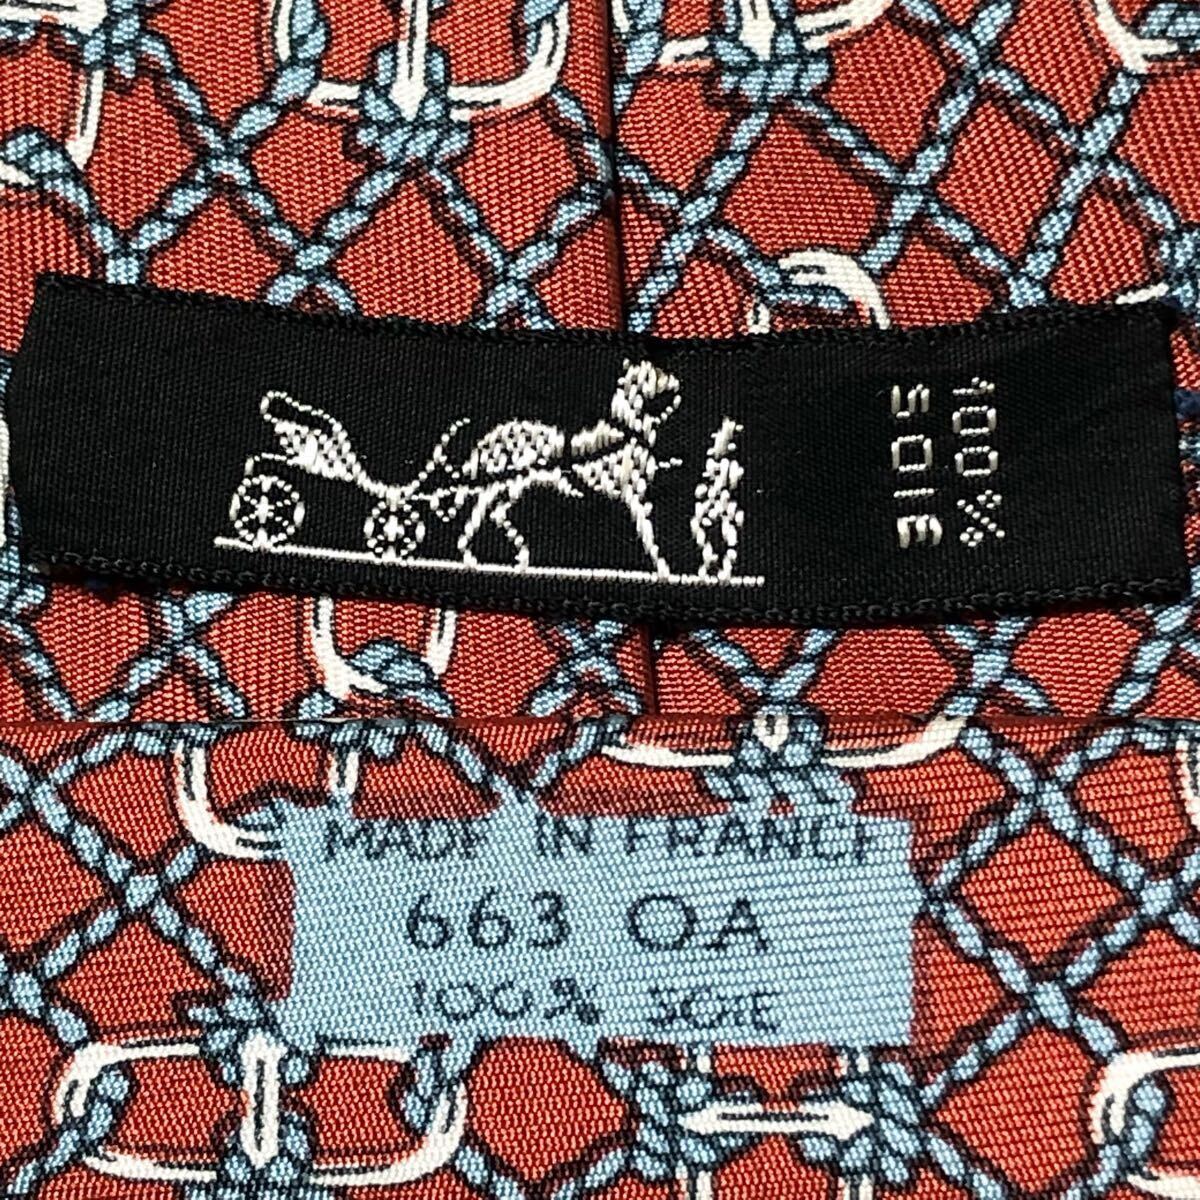 100%
SOIE
MADE IN FRANCE
663 OA
100% SOIE